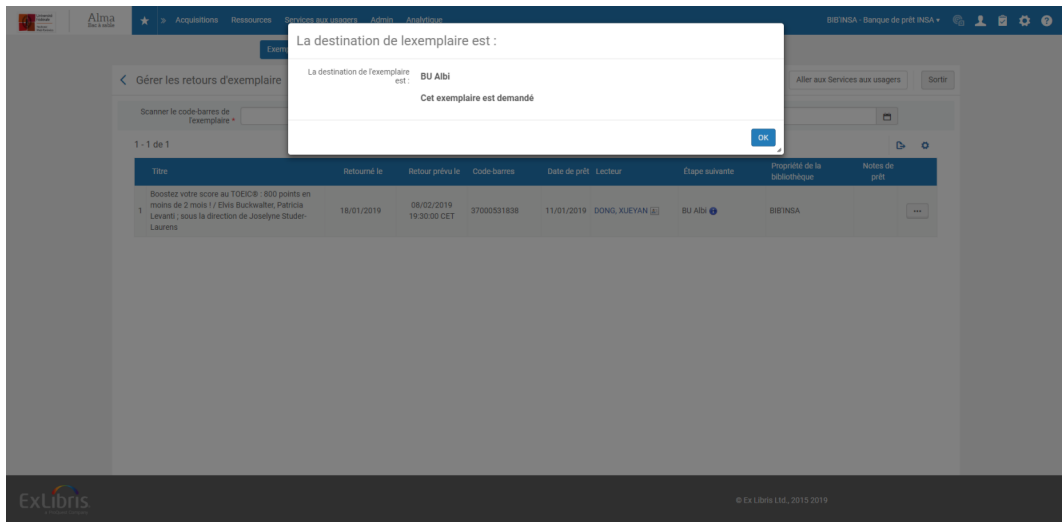 Alma
Acquisitions Ressources Services aux usagers Admin Analytique
BIB'INSA - Banque de prêt INSA
Exem
La destination de lexemplaire est :
La destination de l'exemplaire est : BU Albi
Cet exemplaire est demandé
OK
Gérer les retours d'exemplaire
Aller aux Services aux usagers Sortir
Scanner le code-barres de
l'exemplaire *
1 - 1 de 1
Titre Retourné le Retour prévu le Code-barres Date de prêt Lecteur Étape suivante Propriété de la bibliothèque Notes de prêt
1 Boostez votre score au TOEIC® : 800 points en
moins de 2 mois ! / Elvis Buckwalter, Patricia
Levanti ; sous la direction de Joselyne Studer-
Laurens
18/01/2019 08/02/2019 19:30:00 CET 37000531838 11/01/2019 DONG, XUEYAN BU Albi BIB'INSA
ExLibris
© Ex Libris Ltd., 2015 2019